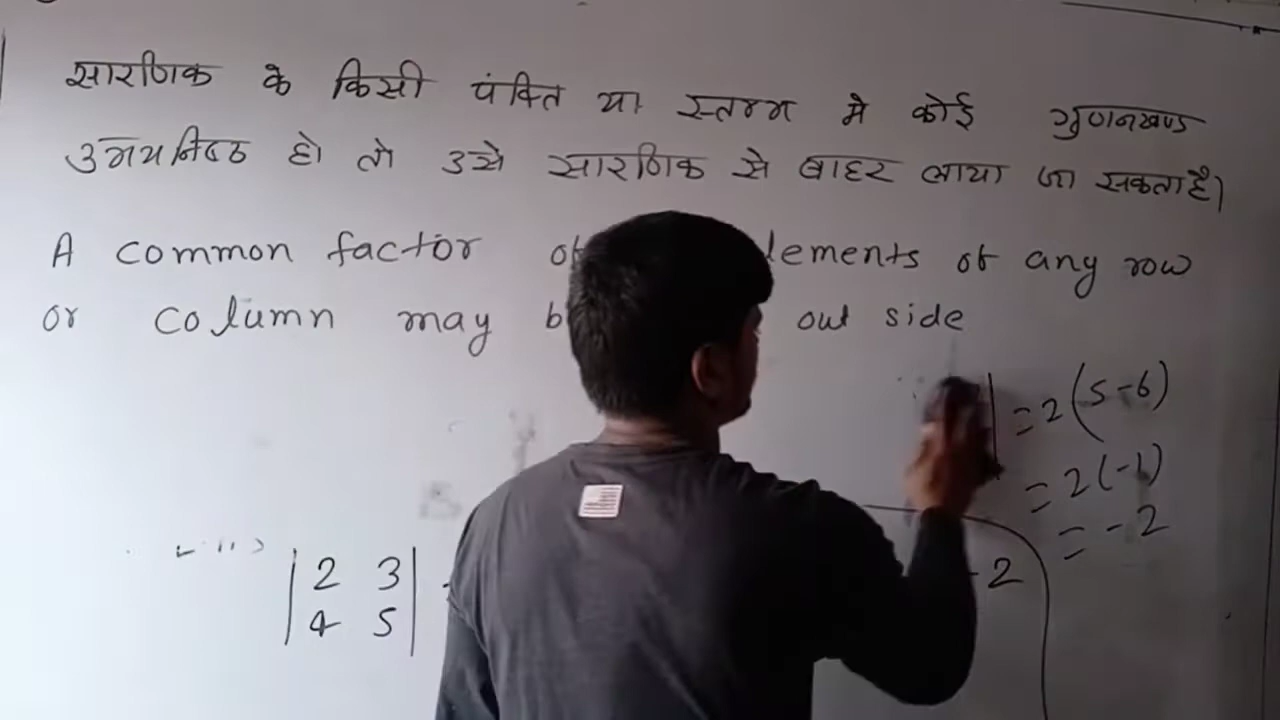 सारणिक के किसी पंक्ति या स्तम्भ मे कोई गुणनखण्ड
उभयनिष्ठ हो तो उसे सारणिक से बाहर लाया जा सकता है।
A common factor of lements of any row
or column may b out side
| = 2(5-6)
= 2(-1)
= -2
|2 3| -2
|4 5|